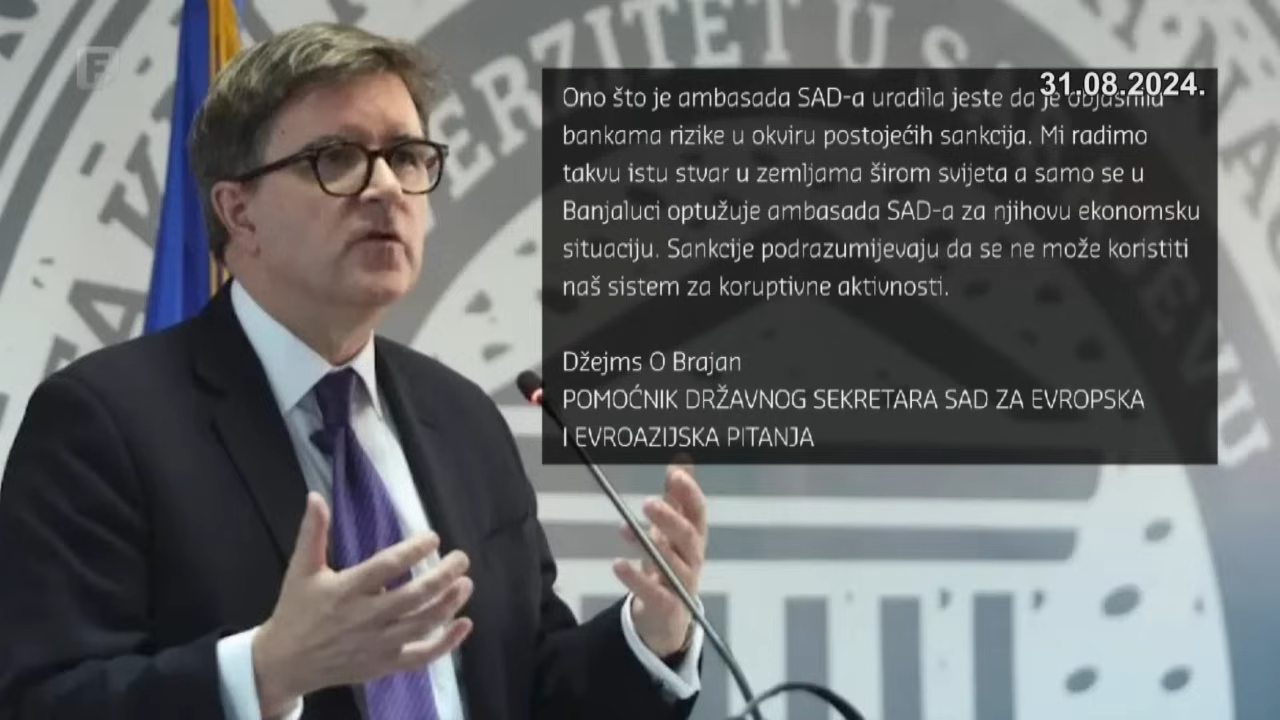 F
31.08.2024.
Ono što je ambasada SAD-a uradila jeste da je objasnila
bankama rizike u okviru postojećih sankcija. Mi radimo
takvu istu stvar u zemljama širom svijeta a samo se u
Banjaluci optužuje ambasada SAD-a za njihovu ekonomsku
situaciju. Sankcije podrazumijevaju da se ne može koristiti
naš sistem za koruptivne aktivnosti.
Džejms O Brajan
POMOĆNIK DRŽAVNOG SEKRETARA SAD ZA EVROPSKA
I EVROAZIJSKA PITANJA